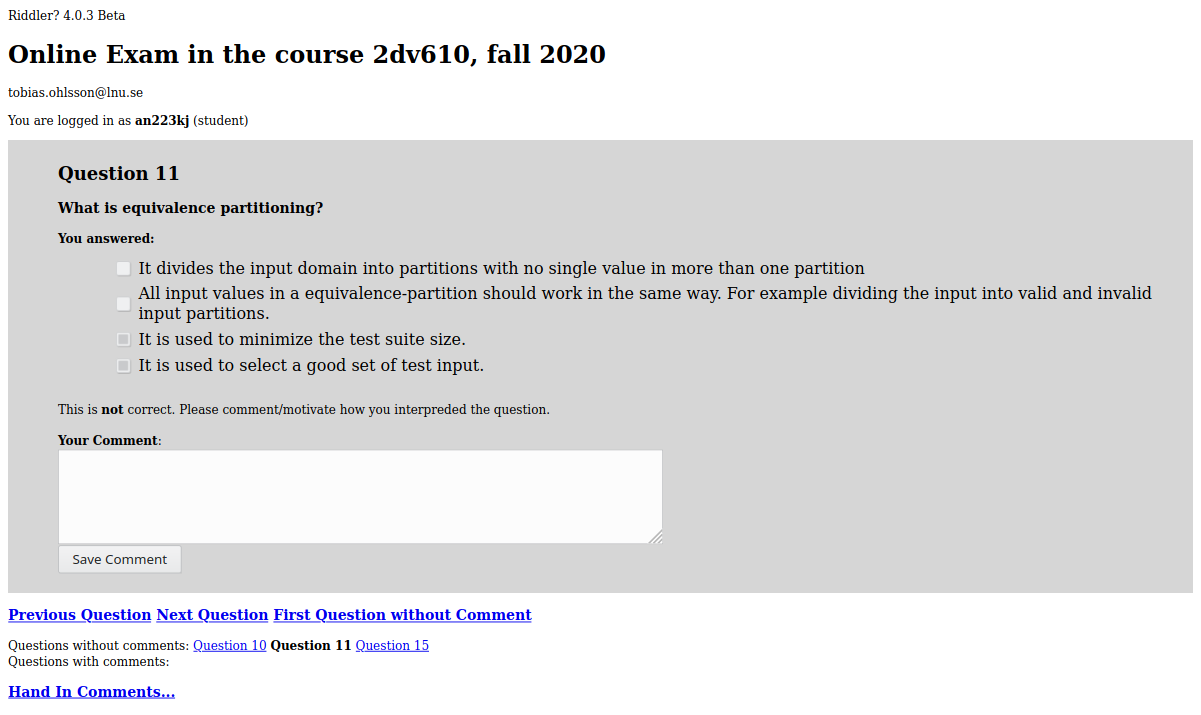 Riddler? 4.0.3 Beta
Online Exam in the course 2dv610, fall 2020
tobias.ohlsson@lnu.se
You are logged in as an223kj (student)
Question 11
What is equivalence partitioning?
You answered:
It divides the input domain into partitions with no single value in more than one partition
All input values in a equivalence-partition should work in the same way. For example dividing the input into valid and invalid
input partitions.
It is used to minimize the test suite size.
It is used to select a good set of test input.
This is not correct. Please comment/motivate how you interpreded the question.
Your Comment:
Save Comment
Previous Question Next Question First Question without Comment
Questions without comments: Question 10 Question 11 Question 15
Questions with comments:
Hand In Comments...